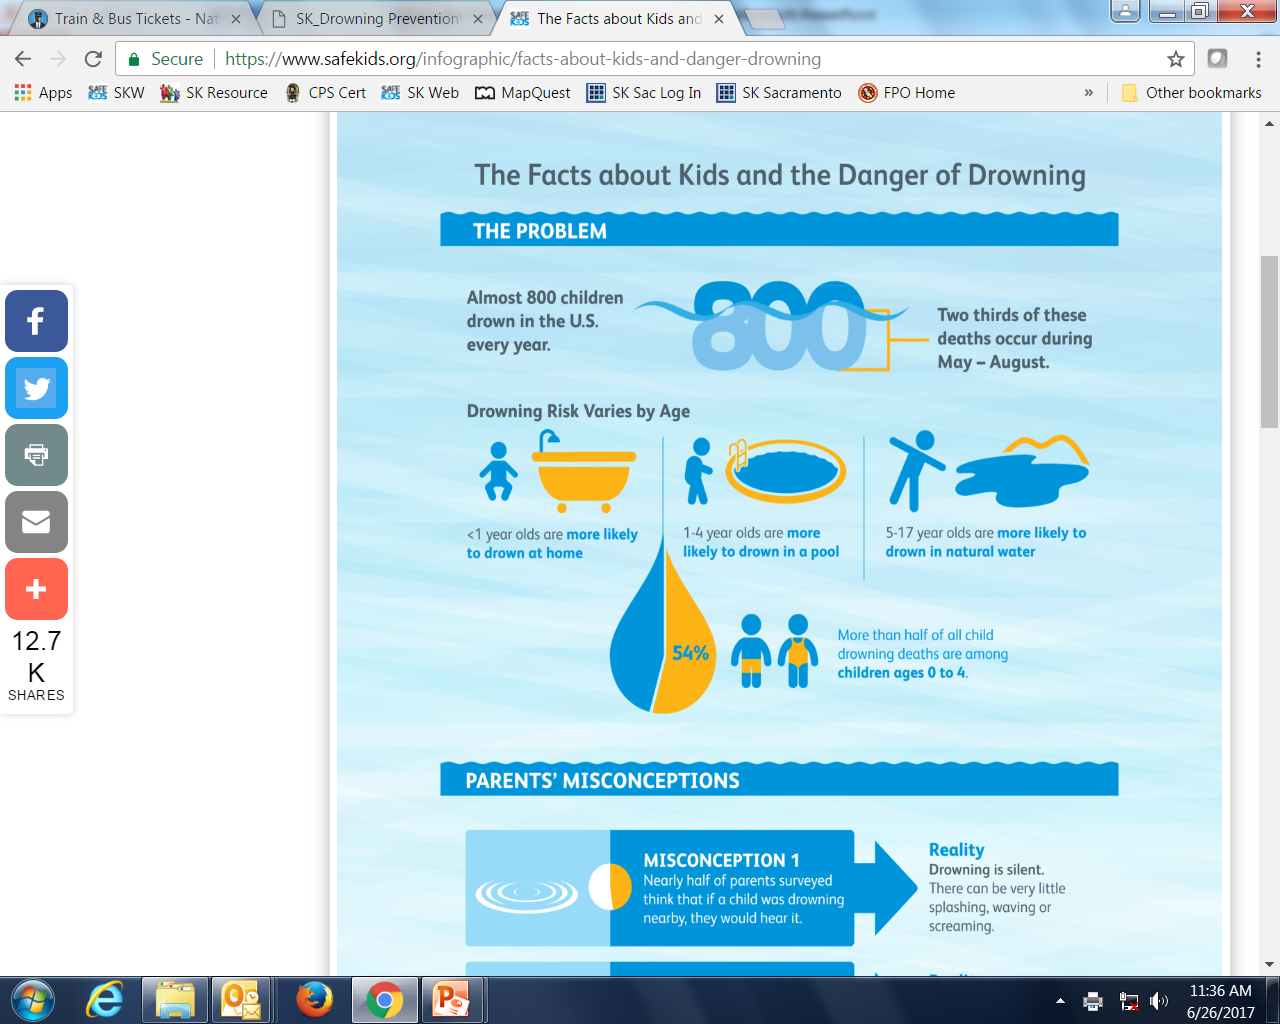 Train & Bus Tickets - Nat
SK_Drowning Prevention
SAFE KIDS
The Facts about Kids and
Secure
https://www.safekids.org/infographic/facts-about-kids-and-danger-drowning
Apps
SAFE KIDS
SKW
SK Resource
CPS Cert
SAFE KIDS
SK Web
MapQuest
SK Sac Log In
SK Sacramento
FPO Home
»
Other bookmarks
The Facts about Kids and the Danger of Drowning
THE PROBLEM
Almost 800 children
drown in the U.S.
every year.
800
Two thirds of these
deaths occur during
May – August.
Drowning Risk Varies by Age
<1 year olds are more likely
to drown at home
1-4 year olds are more
likely to drown in a pool
5-17 year olds are more likely to
drown in natural water
54%
More than half of all child
drowning deaths are among
children ages 0 to 4.
PARENTS' MISCONCEPTIONS
MISCONCEPTION 1
Nearly half of parents surveyed
think that if a child was drowning
nearby, they would hear it.
Reality
Drowning is silent.
There can be very little
splashing, waving or
screaming.
12.7
K
SHARES
11:36 AM
6/26/2017